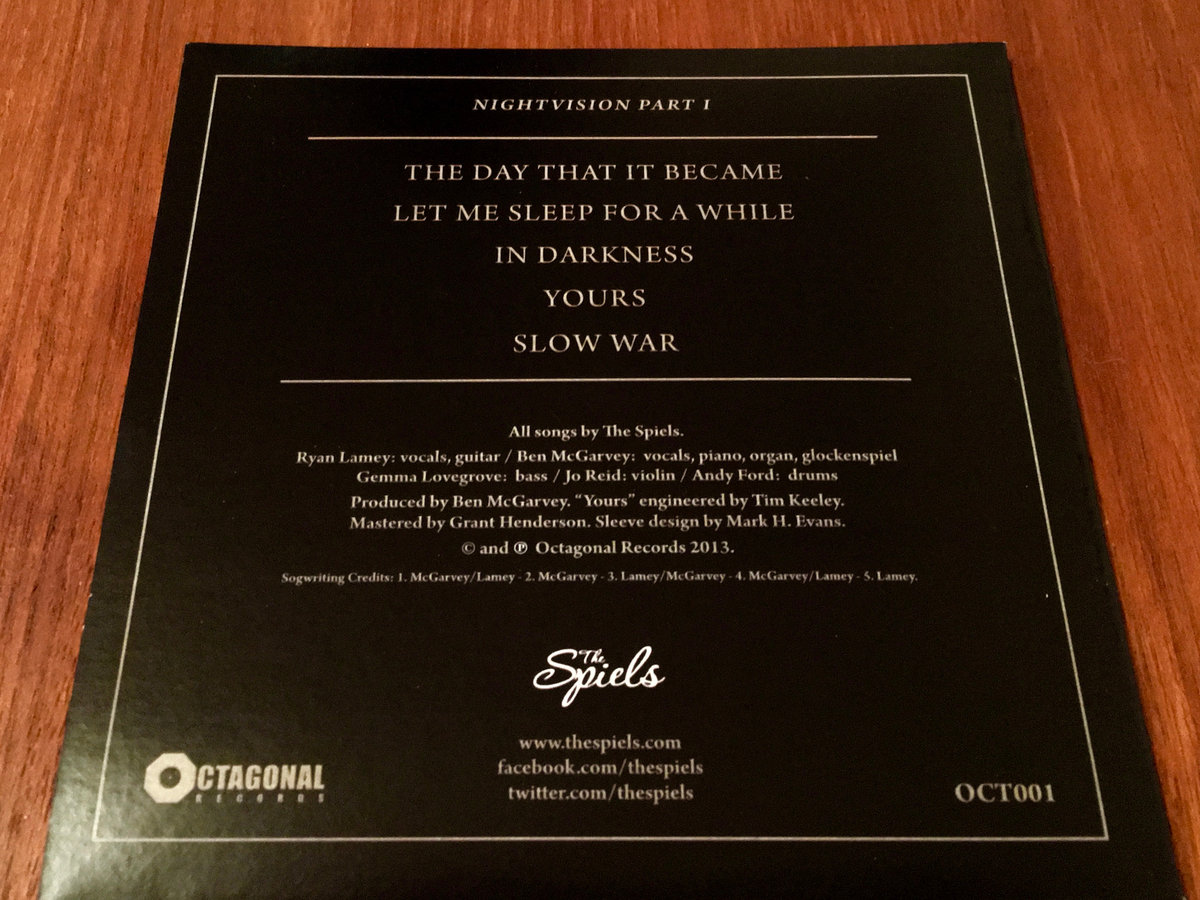 NIGHTVISION PART I
THE DAY THAT IT BECAME
LET ME SLEEP FOR A WHILE
IN DARKNESS
YOURS
SLOW WAR
All songs by The Spiels.
Ryan Lamey: vocals, guitar / Ben McGarvey: vocals, piano, organ, glockenspiel
Gemma Lovegrove: bass / Jo Reid: violin / Andy Ford: drums
Produced by Ben McGarvey. “Yours” engineered by Tim Keeley.
Mastered by Grant Henderson. Sleeve design by Mark H. Evans.
© and ℗ Octagonal Records 2013.
Sogwriting Credits: 1. McGarvey/Lamey - 2. McGarvey - 3. Lamey/McGarvey - 4. McGarvey/Lamey - 5. Lamey.
The
Spiels
www.thespiels.com
facebook.com/thespiels
twitter.com/thespiels
OCTAGONAL
RECORDS
OCT001